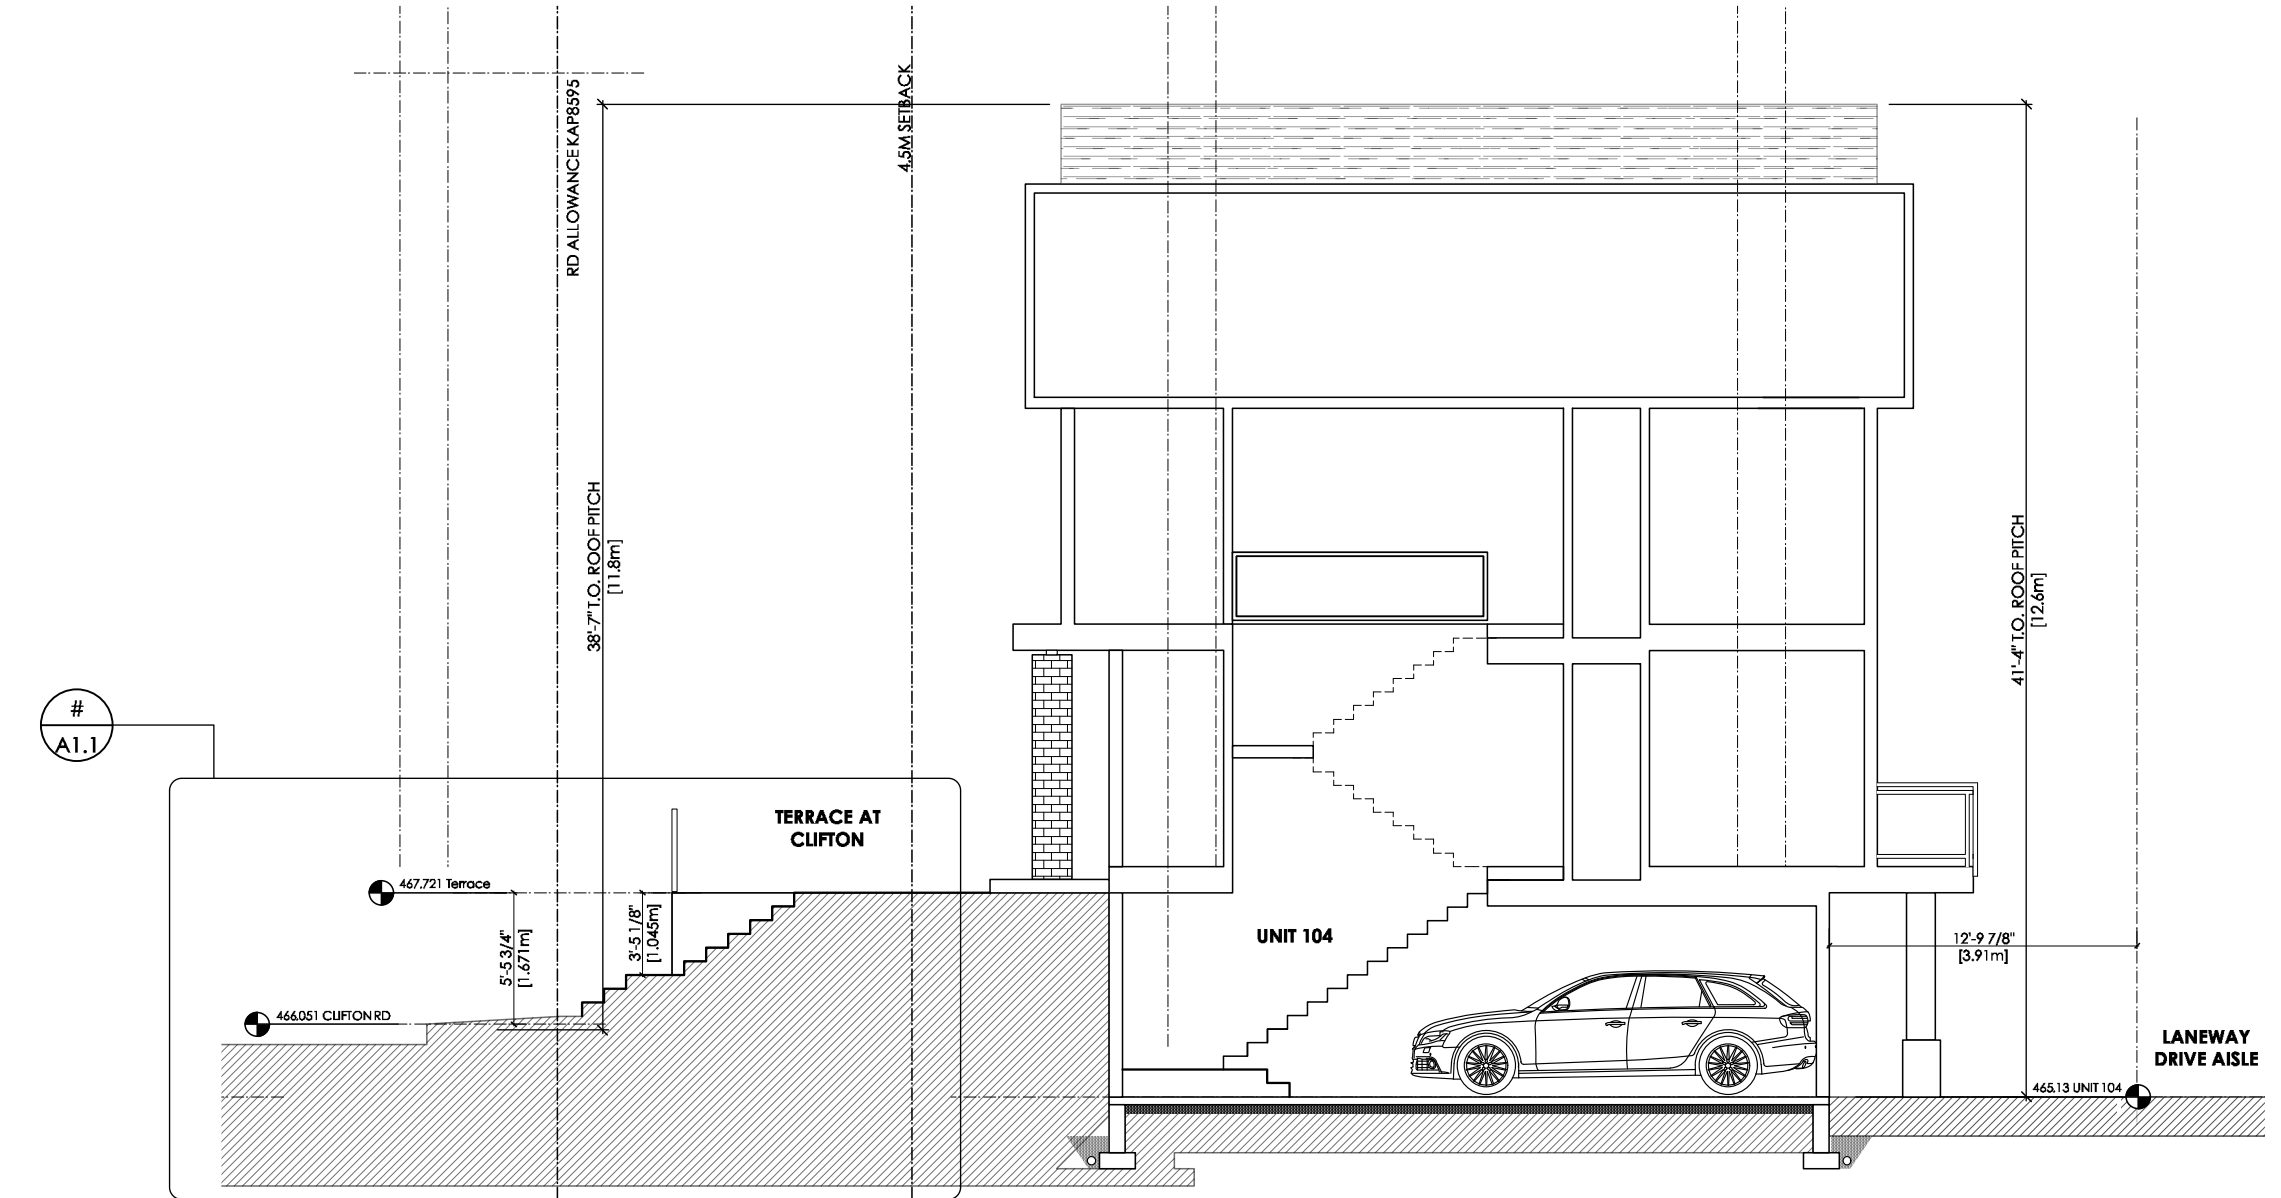 RD ALLOWANCE KAP8595
4.5M SETBACK
38'-7" T.O. ROOF PITCH
[11.8m]
41'-4" T.O. ROOF PITCH
[12.6m]
#
A1.1
TERRACE AT
CLIFTON
467.721 Terrace
5'-5 3/4"
[1.671m]
3'-5 1/8"
[1.045m]
466.051 CLIFTON RD
UNIT 104
12'-9 7/8"
[3.91m]
LANEWAY
DRIVE AISLE
465.13 UNIT 104